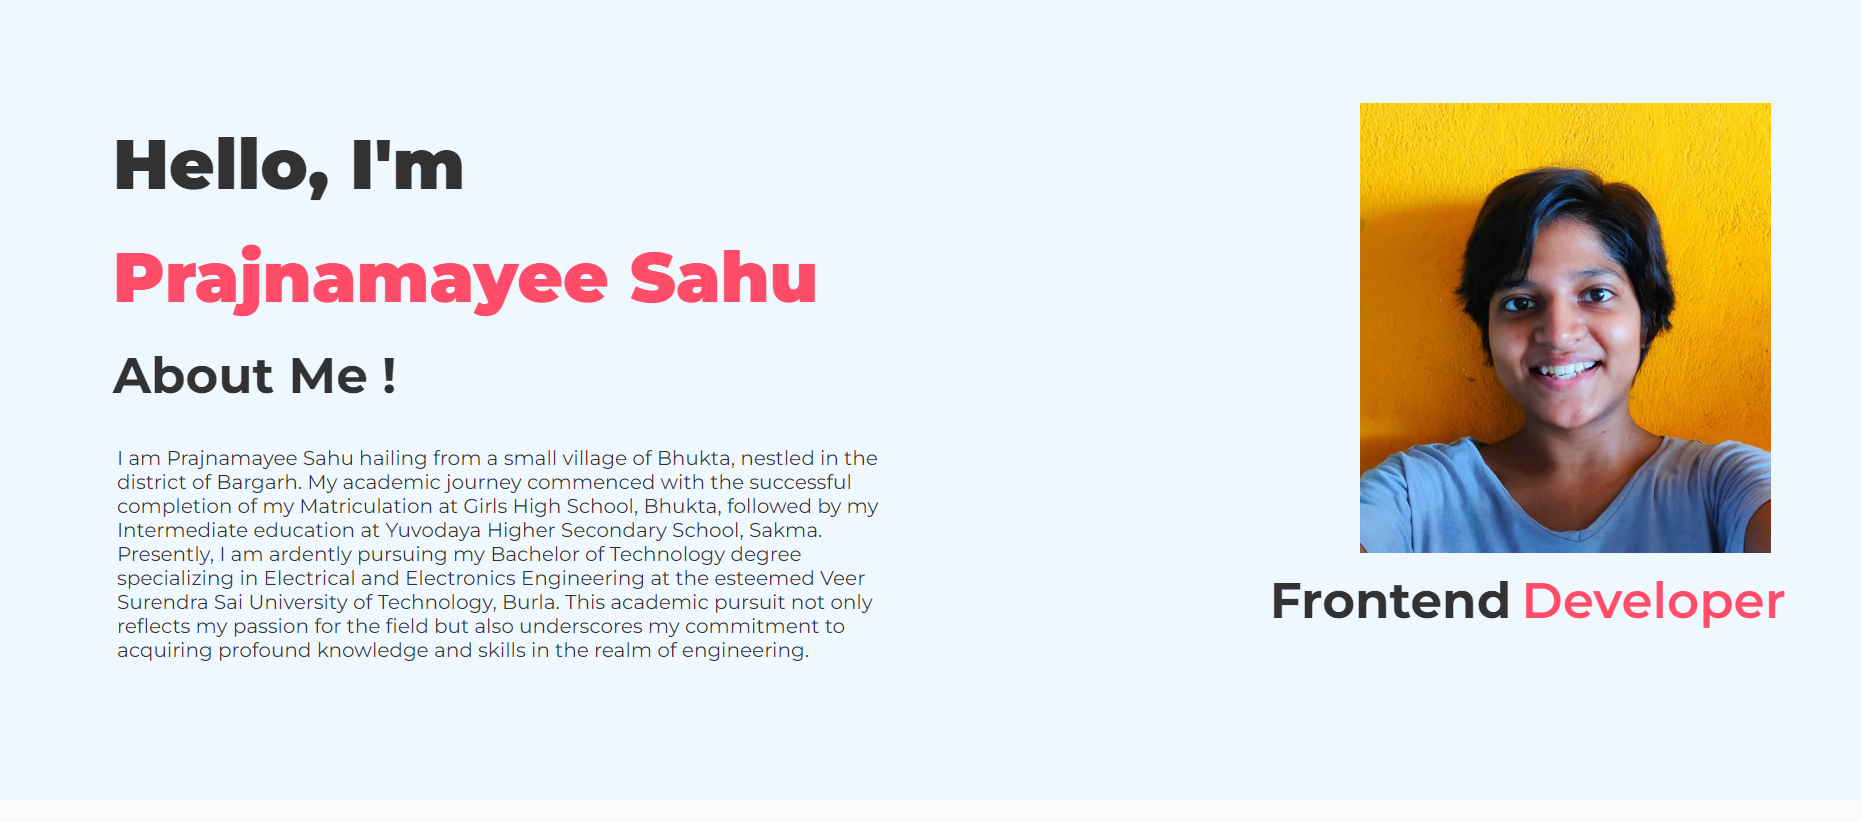 Hello, I'm
Prajnamayee Sahu
About Me !
I am Prajnamayee Sahu hailing from a small village of Bhukta, nestled in the
district of Bargarh. My academic journey commenced with the successful
completion of my Matriculation at Girls High School, Bhukta, followed by my
Intermediate education at Yuvodaya Higher Secondary School, Sakma.
Presently, I am ardently pursuing my Bachelor of Technology degree
specializing in Electrical and Electronics Engineering at the esteemed Veer
Surendra Sai University of Technology, Burla. This academic pursuit not only
reflects my passion for the field but also underscores my commitment to
acquiring profound knowledge and skills in the realm of engineering.
Frontend Developer